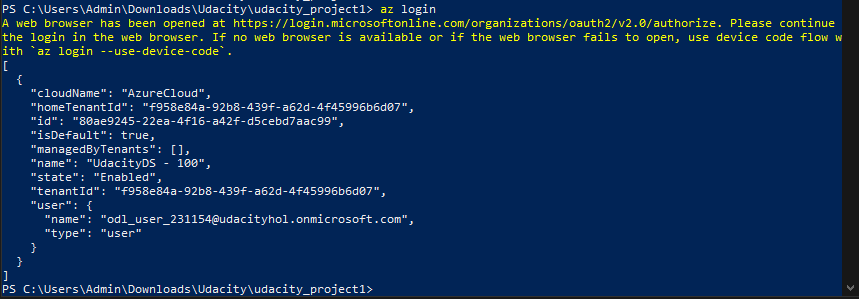 PS C:\Users\Admin\Downloads\Udacity\udacity_project1> az login
A web browser has been opened at https://login.microsoftonline.com/organizations/oauth2/v2.0/authorize. Please continue
the login in the web browser. If no web browser is available or if the web browser fails to open, use device code flow w
ith `az login --use-device-code`.
[
  {
    "cloudName": "AzureCloud",
    "homeTenantId": "f958e84a-92b8-439f-a62d-4f45996b6d07",
    "id": "80ae9245-22ea-4f16-a42f-d5cebd7aac99",
    "isDefault": true,
    "managedByTenants": [],
    "name": "UdacityDS - 100",
    "state": "Enabled",
    "tenantId": "f958e84a-92b8-439f-a62d-4f45996b6d07",
    "user": {
      "name": "odl_user_231154@udacityhol.onmicrosoft.com",
      "type": "user"
    }
  }
]
PS C:\Users\Admin\Downloads\Udacity\udacity_project1>